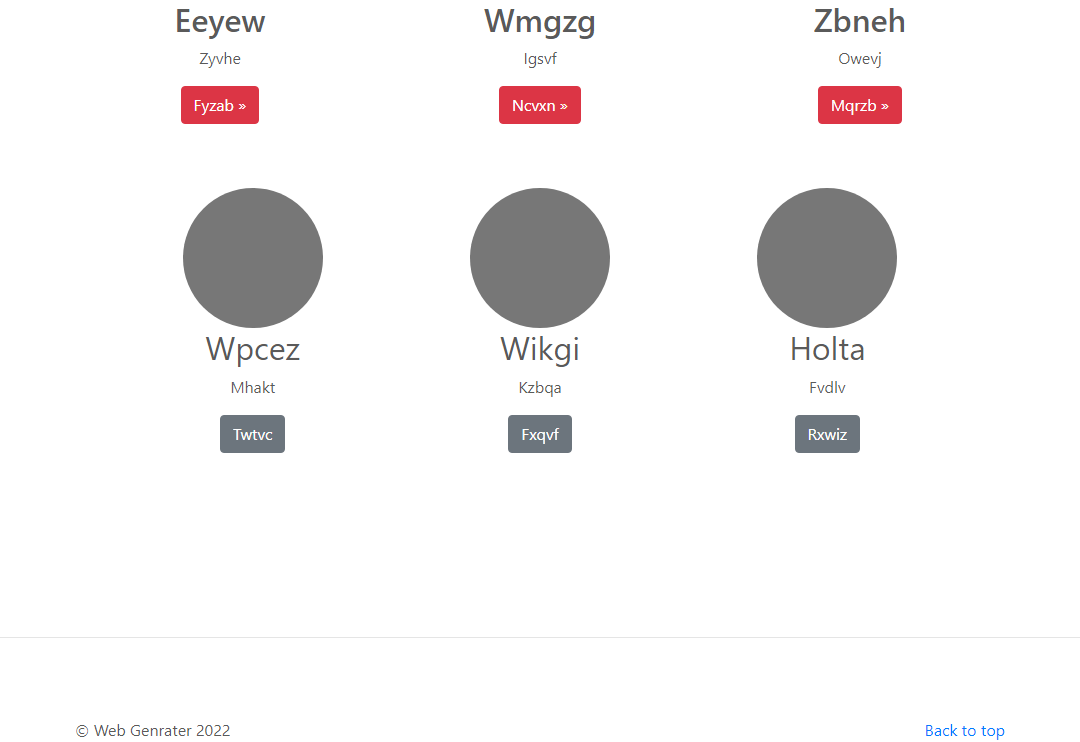 Eeyew Wmgzg Zbneh
Zyvhe Igsvf Owevj
Fyzab » Ncvxn » Mqrzb »
Wpcez Wikgi Holta
Mhakt Kzbqa Fvdlv
Twtvc Fxqvf Rxwiz
© Web Genrater 2022 Back to top